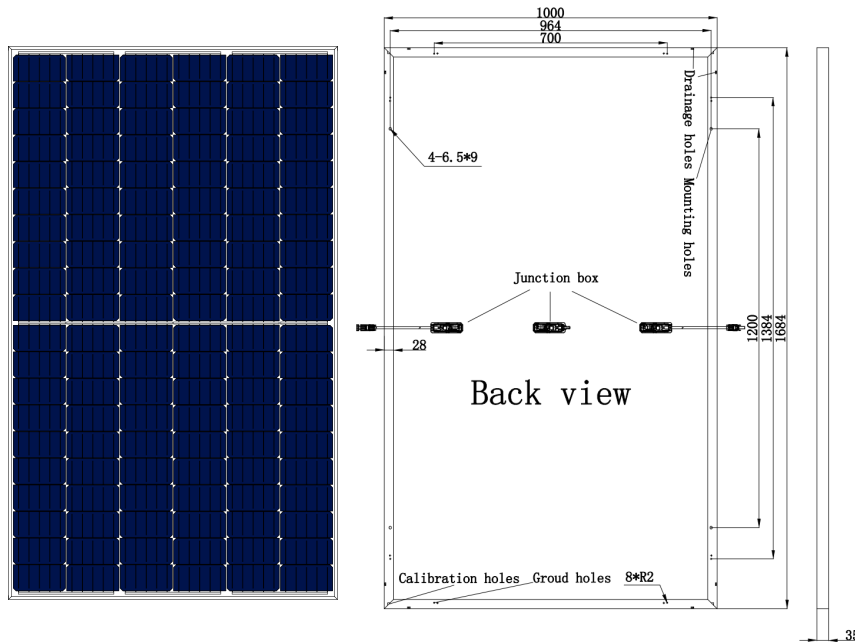 1000
964
700
Drainage holes
Mounting holes
4-6.5*9
Junction box
1200
1384
1684
28
Back view
Calibration holes
Groud holes
8*R2
35